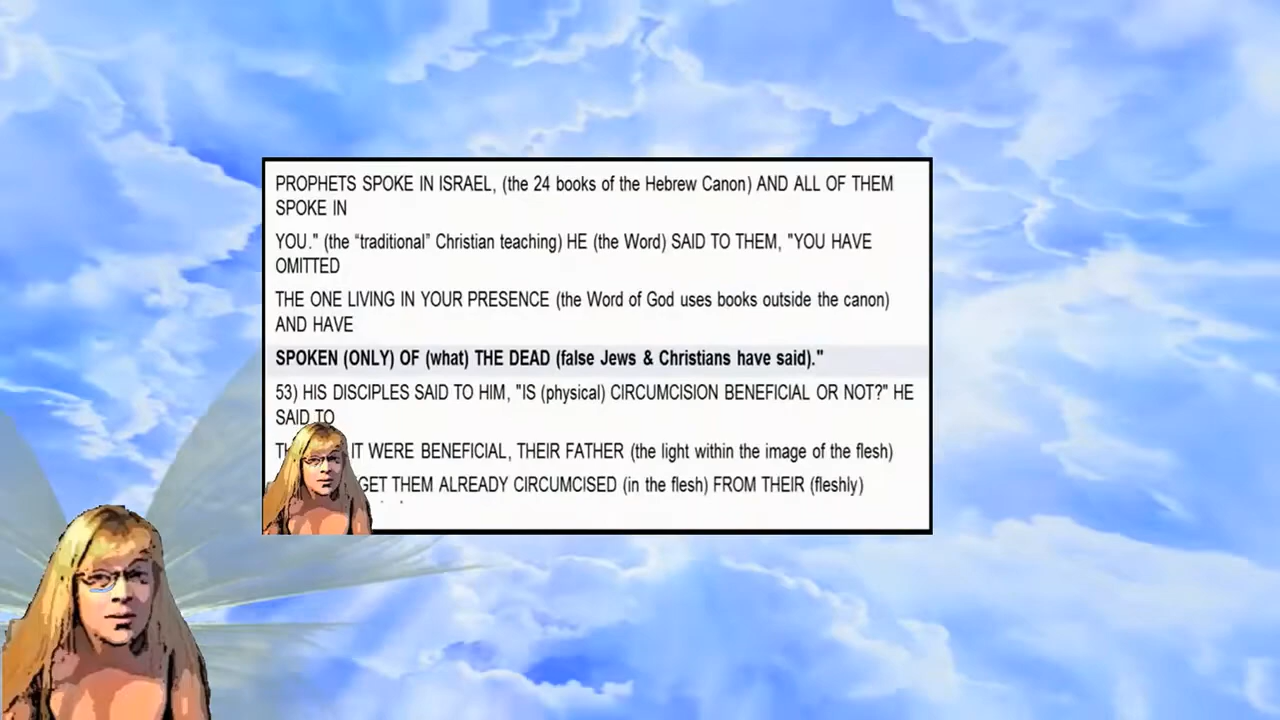 PROPHETS SPOKE IN ISRAEL, (the 24 books of the Hebrew Canon) AND ALL OF THEM
SPOKE IN
YOU." (the “traditional” Christian teaching) HE (the Word) SAID TO THEM, "YOU HAVE
OMITTED
THE ONE LIVING IN YOUR PRESENCE (the Word of God uses books outside the canon)
AND HAVE
SPOKEN (ONLY) OF (what) THE DEAD (false Jews & Christians have said)."
53) HIS DISCIPLES SAID TO HIM, "IS (physical) CIRCUMCISION BENEFICIAL OR NOT?" HE
SAID TO
IT WERE BENEFICIAL, THEIR FATHER (the light within the image of the flesh)
GET THEM ALREADY CIRCUMCISED (in the flesh) FROM THEIR (fleshly)